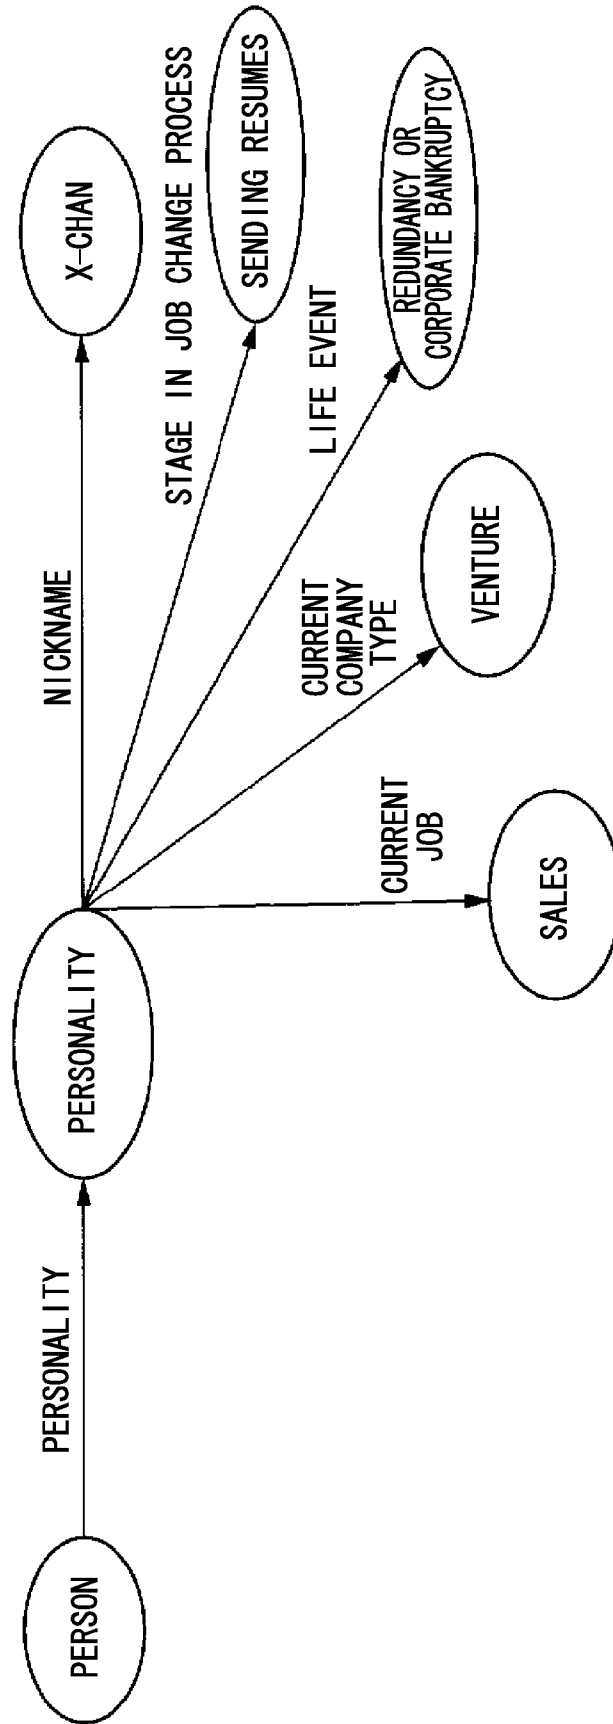 PERSON
PERSONALITY
PERSONALITY
NICKNAME
X-CHAN
STAGE IN JOB CHANGE PROCESS
SENDING RESUMES
LIFE EVENT
REDUNDANCY OR
CORPORATE BANKRUPTCY
CURRENT
COMPANY
TYPE
VENTURE
CURRENT
JOB
SALES